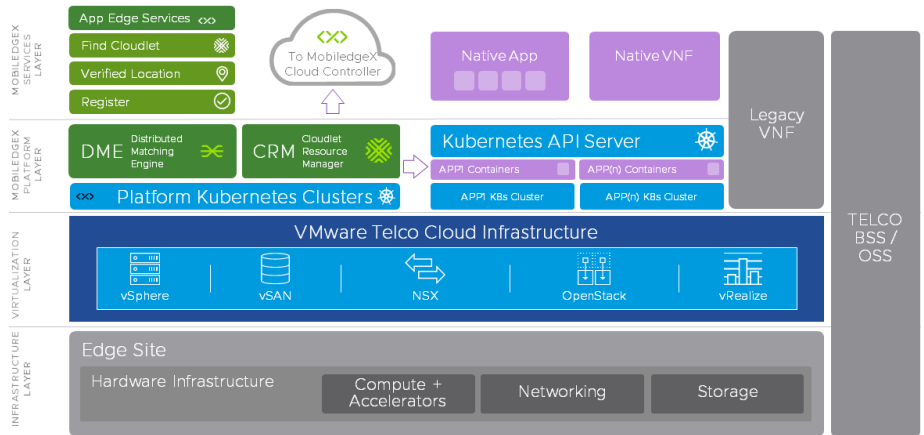 MOBILEDGEX
SERVICES
LAYER
App Edge Services
Find Cloudlet
Verified Location
Register
To MobiledgeX
Cloud Controller
Native App
Native VNF
Legacy
VNF
TELCO
BSS /
OSS
MOBILEDGEX
PLATFORM
LAYER
DME
Distributed
Matching
Engine
CRM
Cloudlet
Resource
Manager
Kubernetes API Server
APP1 Containers
APP(n) Containers
Platform Kubernetes Clusters
APP1 K8s Cluster
APP(n) K8s Cluster
VIRTUALIZATION
LAYER
VMware Telco Cloud Infrastructure
vSphere
vSAN
NSX
OpenStack
vRealize
INFRASTRUCTURE
LAYER
Edge Site
Hardware Infrastructure
Compute +
Accelerators
Networking
Storage